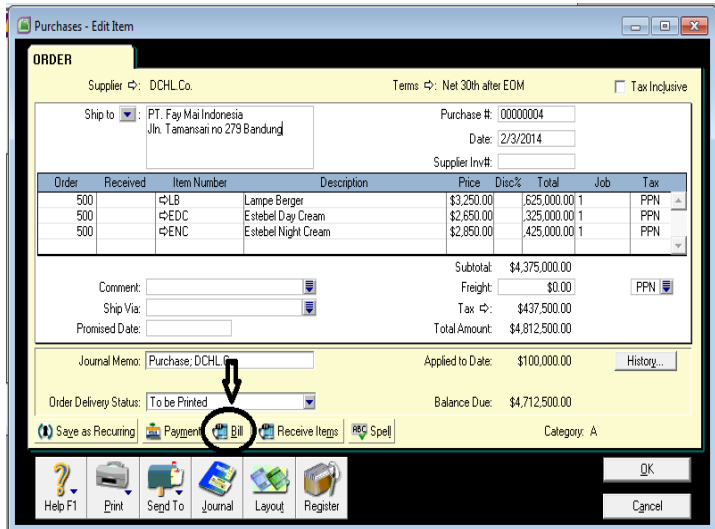 Purchases - Edit Item
ORDER
Supplier ⇨: DCHL.Co. Terms ⇨: Net 30th after EOM Tax Inclusive
Ship to : PT. Fay Mai Indonesia Purchase #: 00000004
Jln. Tamansari no 279 Bandung Date: 2/3/2014
Supplier Inv#:
Order Received Item Number Description Price Disc% Total Job Tax
500 ⇨LB Lampe Berger $3,250.00 ,625,000.00 1 PPN
500 ⇨EDC Estebel Day Cream $2,650.00 ,325,000.00 1 PPN
500 ⇨ENC Estebel Night Cream $2,850.00 ,425,000.00 1 PPN
Subtotal: $4,375,000.00
Comment: Freight: $0.00 PPN
Ship Via: Tax ⇨: $437,500.00
Promised Date: Total Amount: $4,812,500.00
Journal Memo: Purchase; DCHL. Applied to Date: $100,000.00 History...
Order Delivery Status: To be Printed Balance Due: $4,712,500.00
Save as Recurring Payment Bill Receive Items ABC Spell Category: A
Help F1 Print Send To Journal Layout Register
OK
Cancel